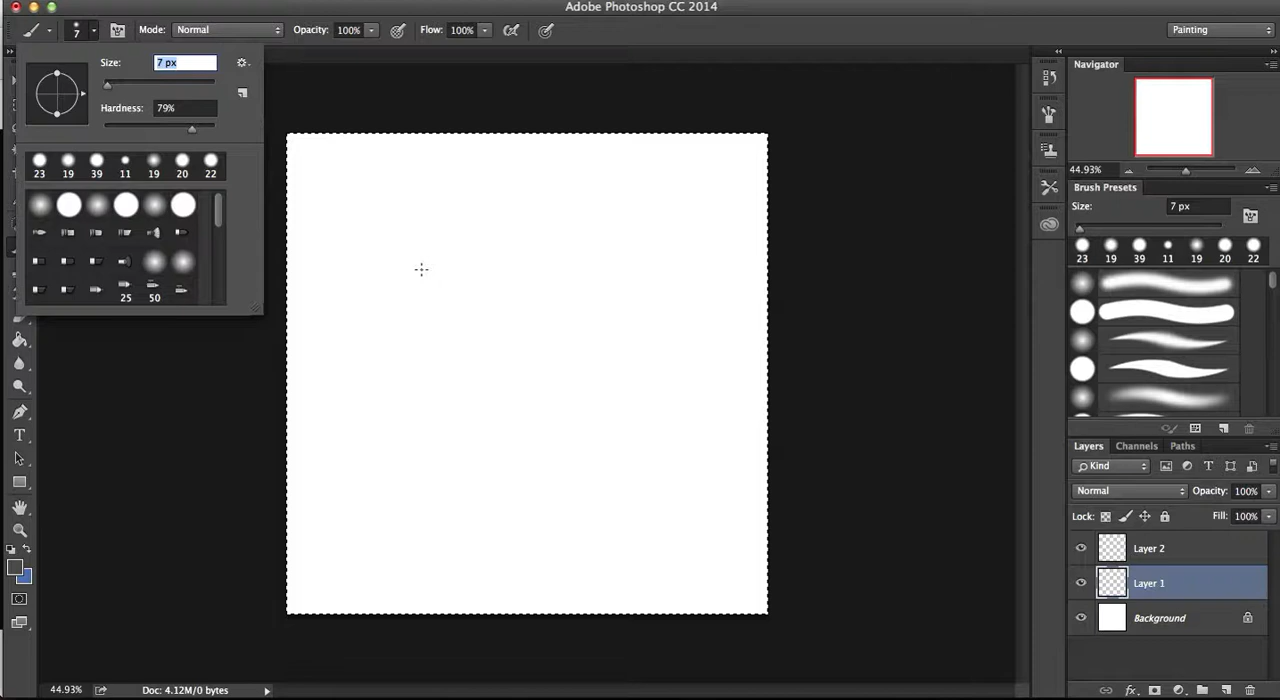 Adobe Photoshop CC 2014
7 Mode: Normal Opacity: 100% Flow: 100% Painting
Size: 7 px
Hardness: 79%
23 19 39 11 19 20 22
25 50
Navigator
44.93%
Brush Presets
Size: 7 px
23 19 39 11 19 20 22
Layers Channels Paths
Kind
Normal Opacity: 100%
Lock: Fill: 100%
Layer 2
Layer 1
Background
44.93% Doc: 4.12M/0 bytes